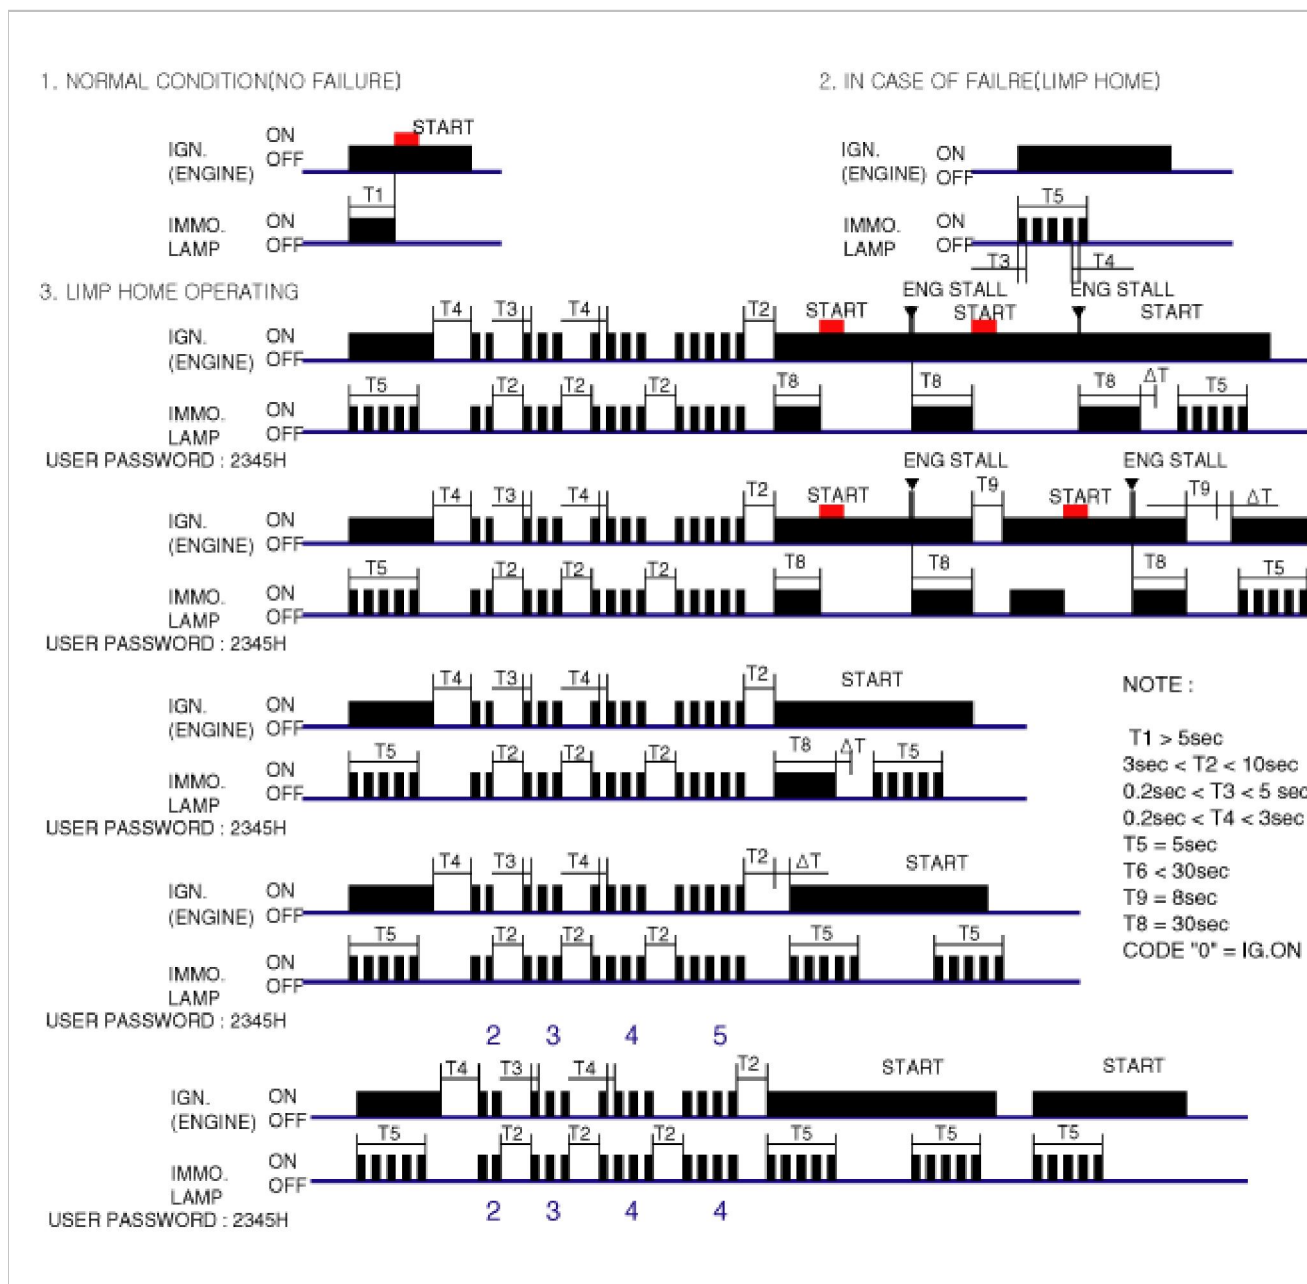 1. NORMAL CONDITION(NO FAILURE)
2. IN CASE OF FAILRE(LIMP HOME)
START
IGN.
(ENGINE)
ON
OFF
T1
IMMO.
LAMP
ON
OFF
IGN.
(ENGINE)
ON
OFF
T5
IMMO.
LAMP
ON
OFF
T3 T4
3. LIMP HOME OPERATING
ENG STALL ENG STALL
T4 T3 T4 T2 START START START
IGN.
(ENGINE)
ON
OFF
T5 T2 T2 T2 T8 T8 T8 ΔT T5
IMMO.
LAMP
ON
OFF
USER PASSWORD : 2345H
ENG STALL ENG STALL
T4 T3 T4 T2 START T9 START T9 ΔT
IGN.
(ENGINE)
ON
OFF
T5 T2 T2 T2 T8 T8 T8 T5
IMMO.
LAMP
ON
OFF
USER PASSWORD : 2345H
T4 T3 T4 T2 START
IGN.
(ENGINE)
ON
OFF
T5 T2 T2 T2 T8 ΔT T5
IMMO.
LAMP
ON
OFF
USER PASSWORD : 2345H
NOTE :
T1 > 5sec
3sec < T2 < 10sec
0.2sec < T3 < 5 sec
0.2sec < T4 < 3sec
T5 = 5sec
T6 < 30sec
T9 = 8sec
T8 = 30sec
CODE "0" = IG.ON
T4 T3 T4 T2 ΔT START
IGN.
(ENGINE)
ON
OFF
T5 T2 T2 T2 T5 T5
IMMO.
LAMP
ON
OFF
USER PASSWORD : 2345H
2 3 4 5
T4 T3 T4 T2 START START
IGN.
(ENGINE)
ON
OFF
T5 T2 T2 T2 T5 T5 T5
IMMO.
LAMP
ON
OFF
USER PASSWORD : 2345H
2 3 4 4